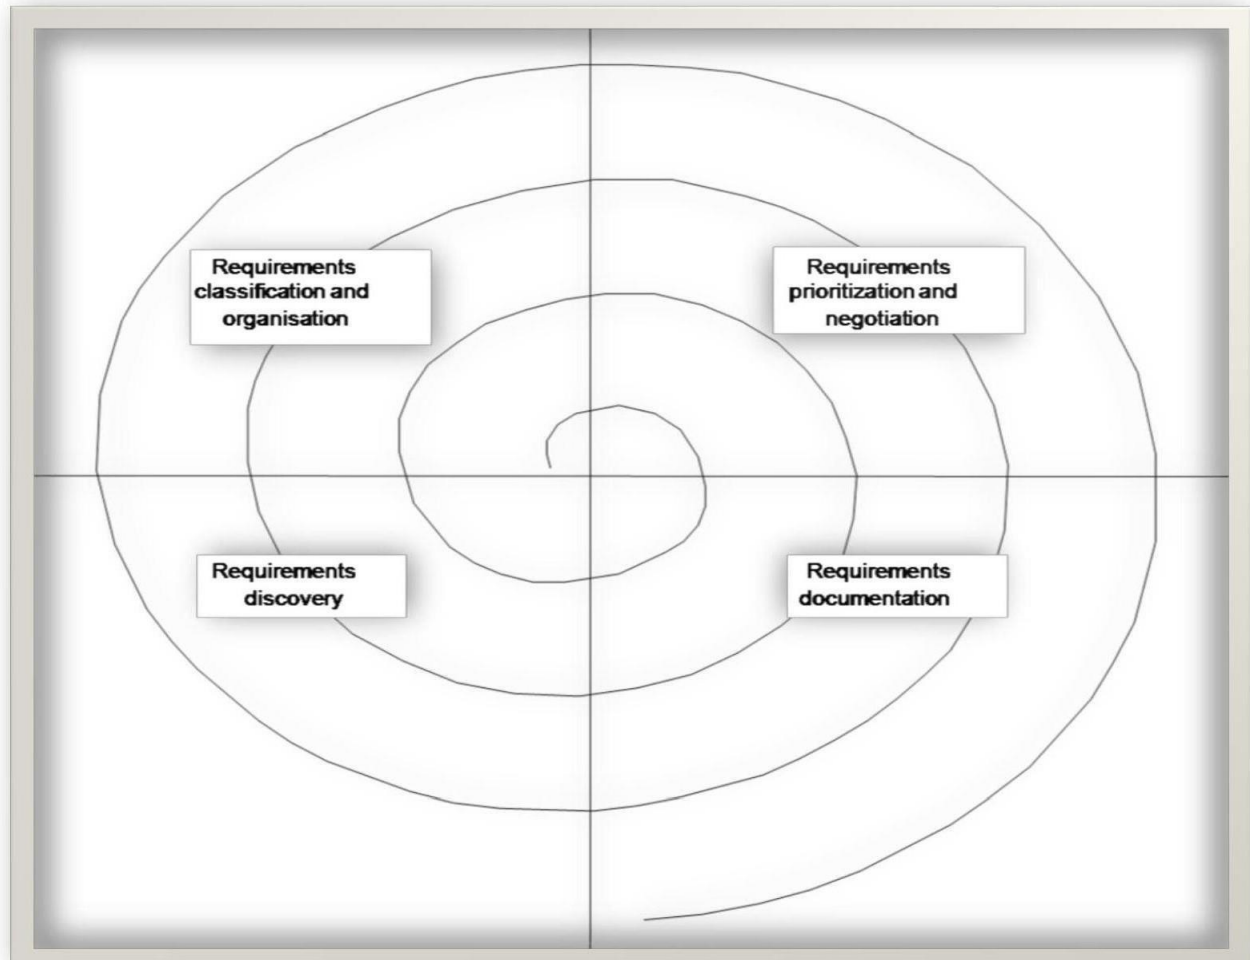 Requirements
classification and
organisation
Requirements
prioritization and
negotiation
Requirements
discovery
Requirements
documentation